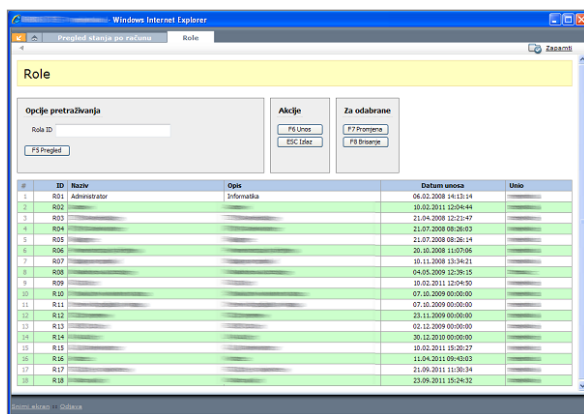 Windows Internet Explorer
Pregled stanja po računu Role
Zapamti
Role
Opcije pretraživanja Akcije Za odabrane
Rola ID F6 Unos F7 Promjena
F5 Pregled ESC Izlaz F8 Brisanje
# ID Naziv Opis Datum unosa Unio
1 R01 Administrator Informatika 06.02.2008 14:13:14
2 R02 10.02.2011 12:04:44
3 R03 21.04.2008 12:21:47
4 R04 21.07.2008 08:26:03
5 R05 21.07.2008 08:26:14
6 R06 20.10.2008 11:07:06
7 R07 10.11.2008 13:34:21
8 R08 04.05.2009 12:39:15
9 R09 10.02.2011 12:04:50
10 R10 07.10.2009 00:00:00
11 R11 07.10.2009 00:00:00
12 R12 23.11.2009 00:00:00
13 R13 02.12.2009 00:00:00
14 R14 30.12.2010 00:00:00
15 R15 10.02.2011 15:20:27
16 R16 11.04.2011 09:43:03
17 R17 21.09.2011 11:30:34
18 R18 23.09.2011 15:24:32
ekran Odjava